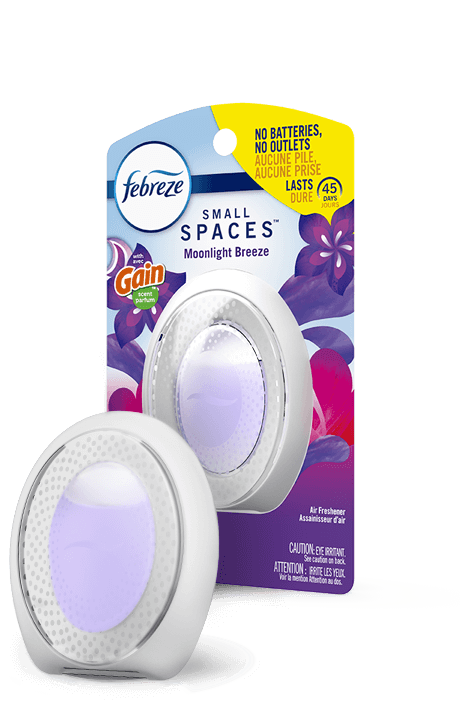 NO BATTERIES,
NO OUTLETS
AUCUNE PILE,
AUCUNE PRISE
LASTS
DURE
45
DAYS
JOURS
febreze
SMALL
SPACES™
Moonlight Breeze
with
avec
Gain
scent
parfum
Air Freshener
Assainisseur d'air
CAUTION: EYE IRRITANT.
See caution on back.
ATTENTION : IRRITE LES YEUX.
Voir la mention Attention au dos.